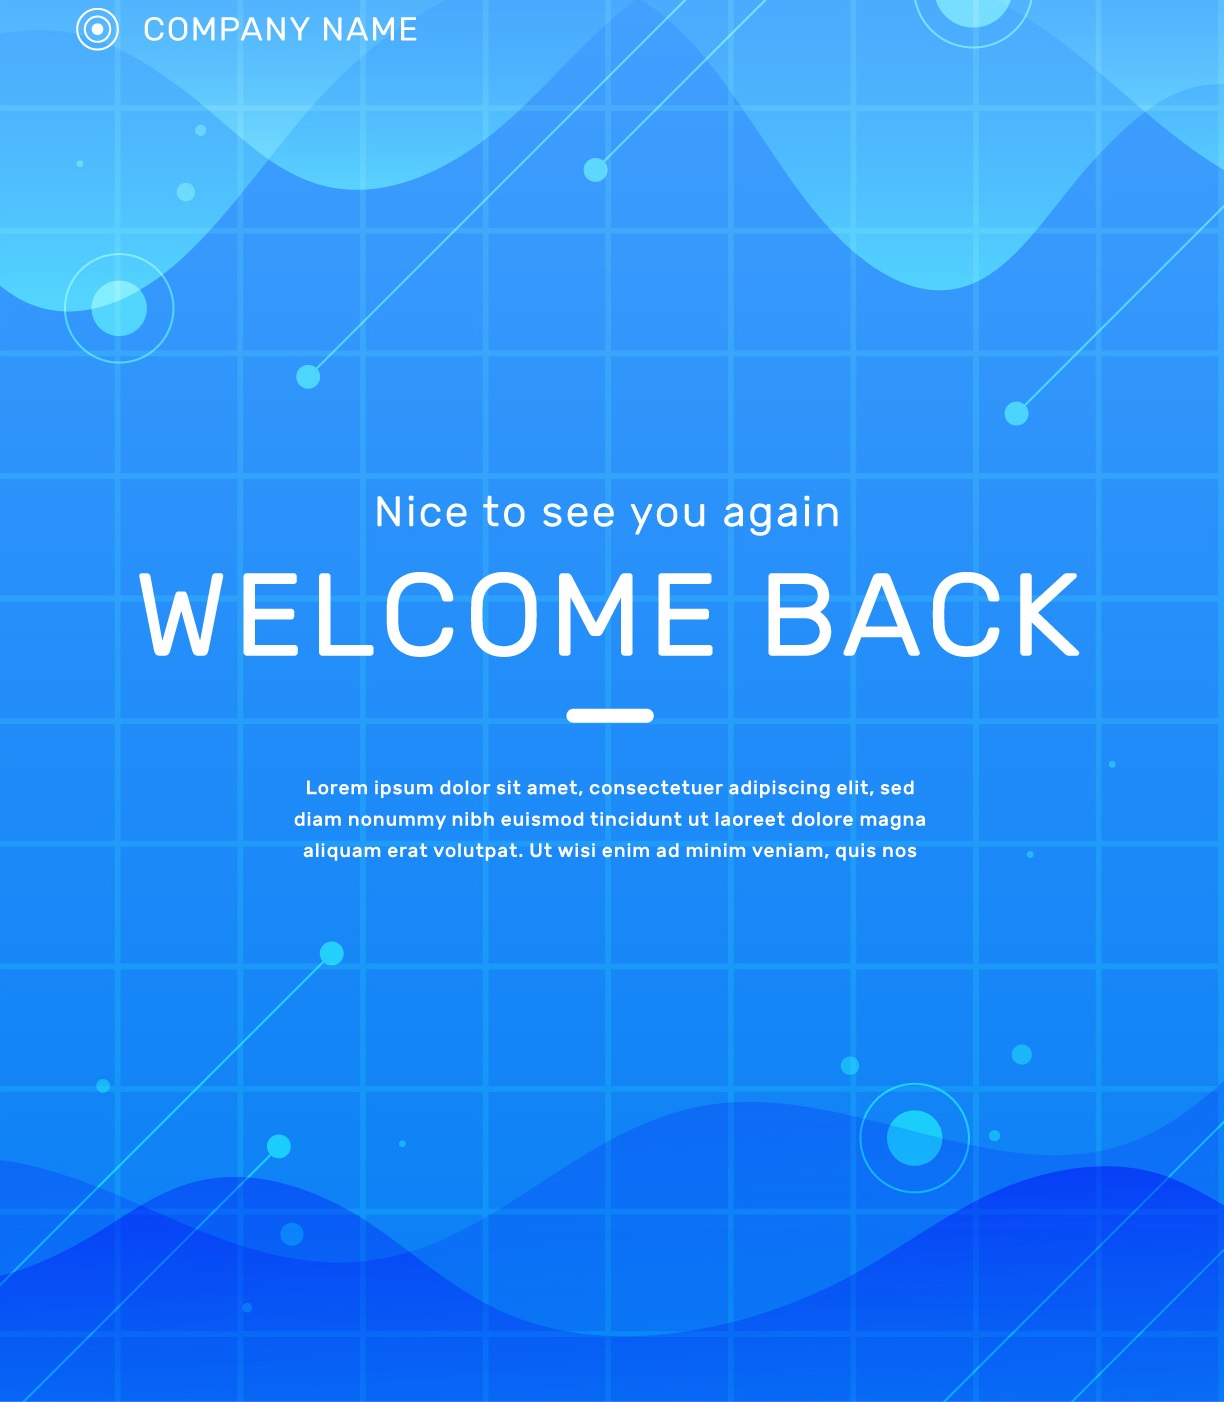 COMPANY NAME
Nice to see you again
WELCOME BACK
Lorem ipsum dolor sit amet, consectetuer adipiscing elit, sed
diam nonummy nibh euismod tincidunt ut laoreet dolore magna
aliquam erat volutpat. Ut wisi enim ad minim veniam, quis nos